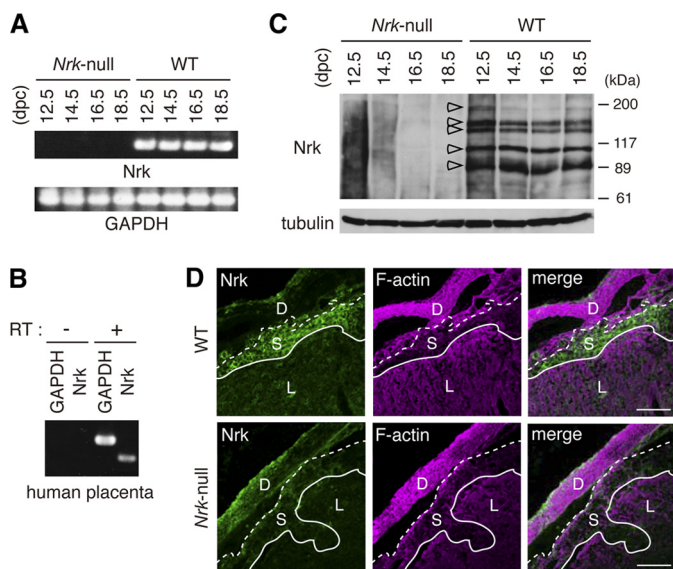 A
Nrk-null WT
(dpc) 12.5 14.5 16.5 18.5 12.5 14.5 16.5 18.5
Nrk
GAPDH
B
RT : - +
GAPDH Nrk GAPDH Nrk
human placenta
C
Nrk-null WT
(dpc) 12.5 14.5 16.5 18.5 12.5 14.5 16.5 18.5 (kDa)
Nrk
200
117
89
61
tubulin
D
WT
Nrk F-actin merge
D D
S S
L L
Nrk-null
Nrk F-actin merge
D D
L L
S S